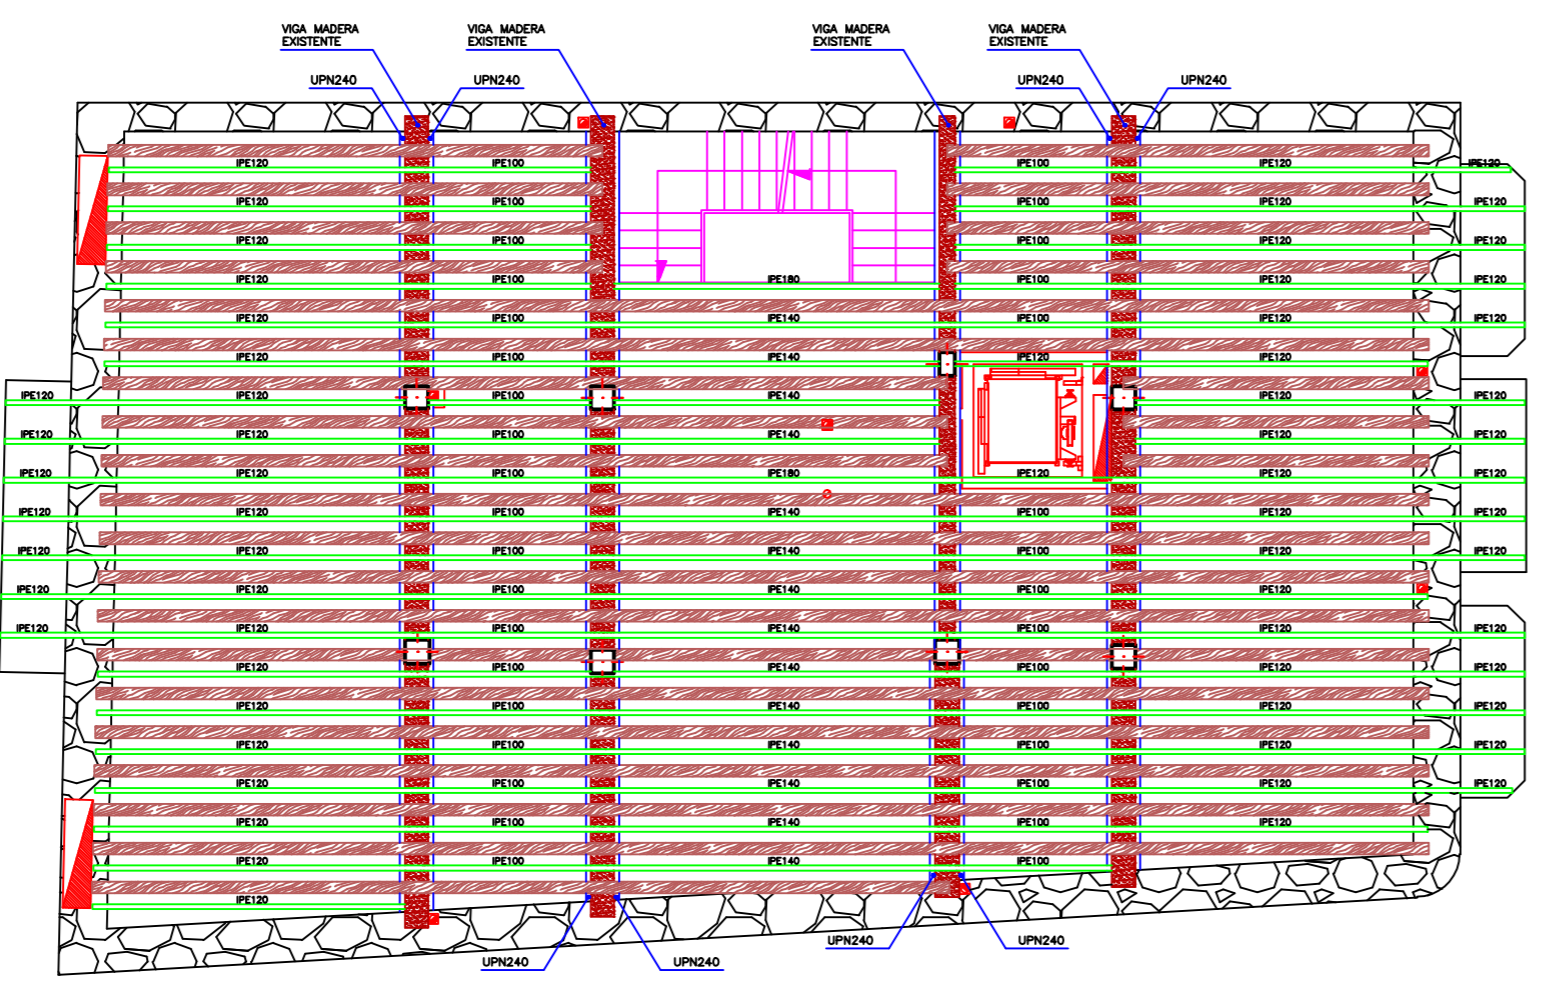 VIGA MADERA VIGA MADERA VIGA MADERA VIGA MADERA
EXISTENTE EXISTENTE EXISTENTE EXISTENTE
UPN240 UPN240 UPN240 UPN240
IPE120 IPE100 IPE100 IPE120 IPE120
IPE120 IPE100 IPE100 IPE120 IPE120
IPE120 IPE100 IPE100 IPE120 IPE120
IPE120 IPE100 IPE180 IPE100 IPE120 IPE120
IPE120 IPE100 IPE140 IPE100 IPE120 IPE120
IPE120 IPE100 IPE140 IPE120 IPE120
IPE120 IPE120 IPE100 IPE140 IPE120 IPE120
IPE120 IPE120 IPE100 IPE140 IPE120 IPE120
IPE120 IPE120 IPE100 IPE180 IPE120 IPE120 IPE120
IPE120 IPE120 IPE100 IPE140 IPE100 IPE120 IPE120
IPE120 IPE120 IPE100 IPE140 IPE100 IPE120 IPE120
IPE120 IPE120 IPE100 IPE140 IPE100 IPE120
IPE120 IPE120 IPE100 IPE140 IPE100 IPE120 IPE120
IPE120 IPE100 IPE140 IPE100 IPE120 IPE120
IPE120 IPE100 IPE140 IPE100 IPE120 IPE120
IPE120 IPE100 IPE140 IPE100 IPE120 IPE120
IPE120 IPE100 IPE140 IPE100 IPE120 IPE120
IPE120 IPE100 IPE140 IPE100 IPE120
IPE120 IPE100 IPE140 IPE100
IPE120
UPN240 UPN240
UPN240 UPN240